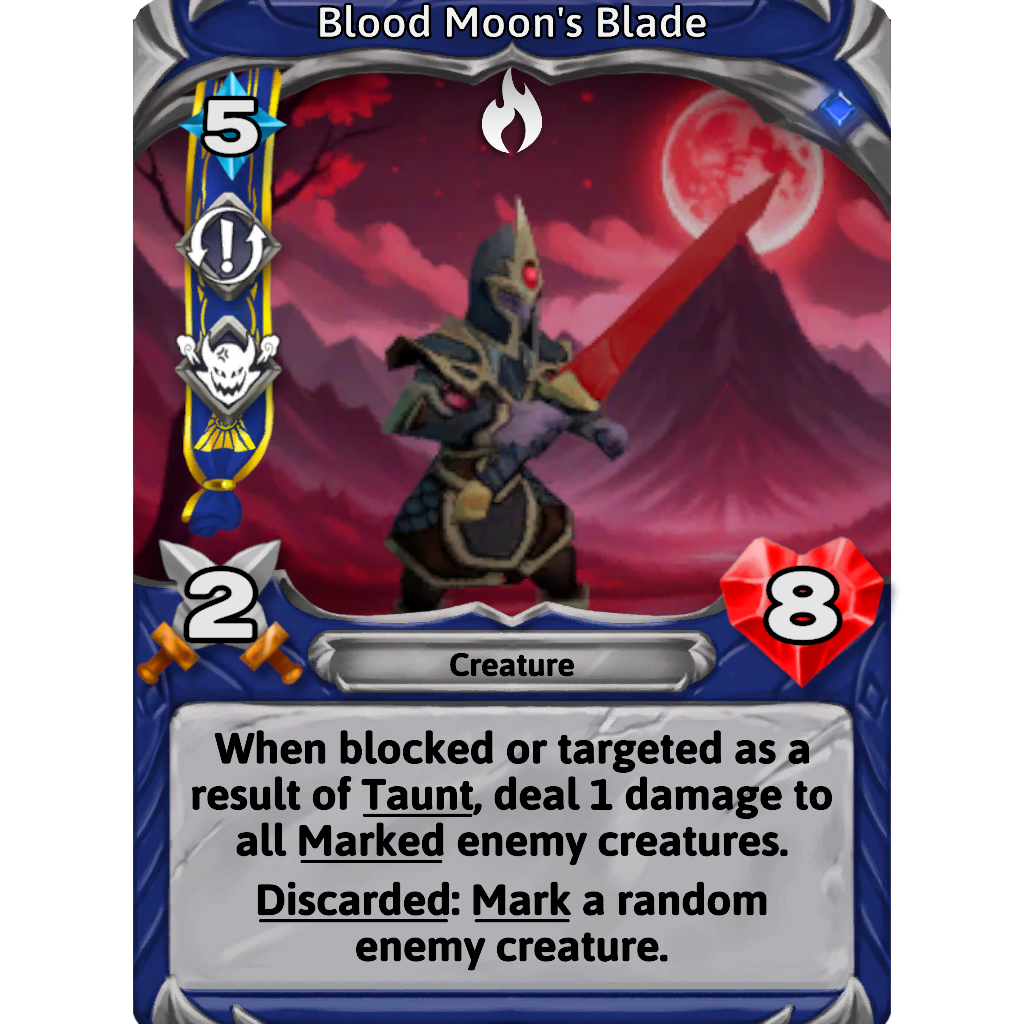 Blood Moon's Blade
5
!
2
8
Creature
When blocked or targeted as a
result of Taunt, deal 1 damage to
all Marked enemy creatures.
Discarded: Mark a random
enemy creature.